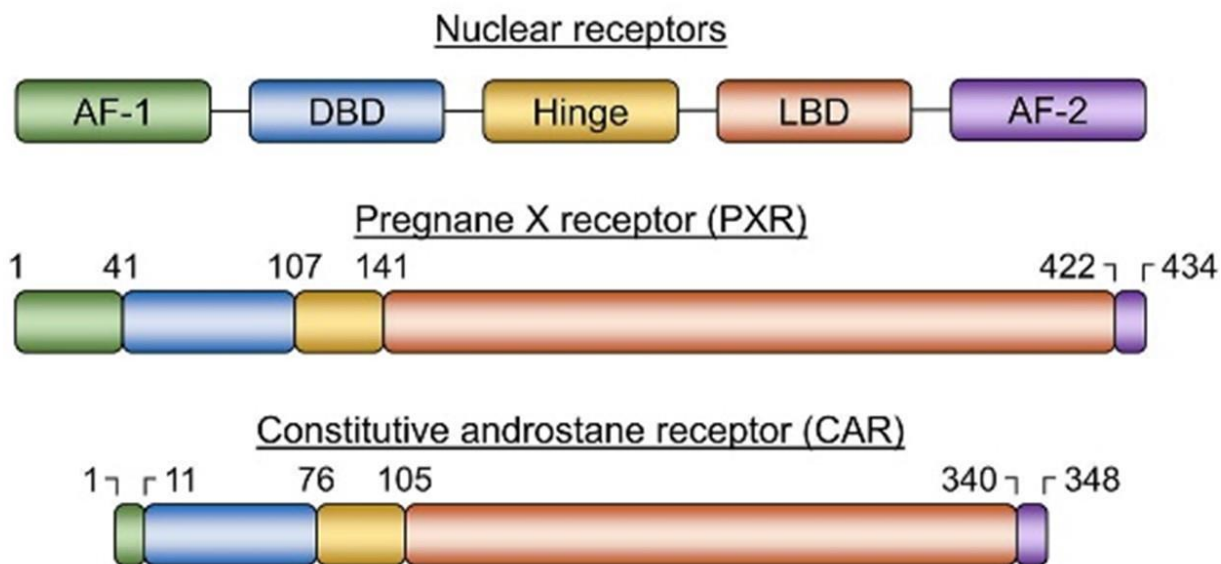 Nuclear receptors
AF-1 DBD Hinge LBD AF-2
Pregnane X receptor (PXR)
1 41 107 141 422 434
Constitutive androstane receptor (CAR)
1 11 76 105 340 348